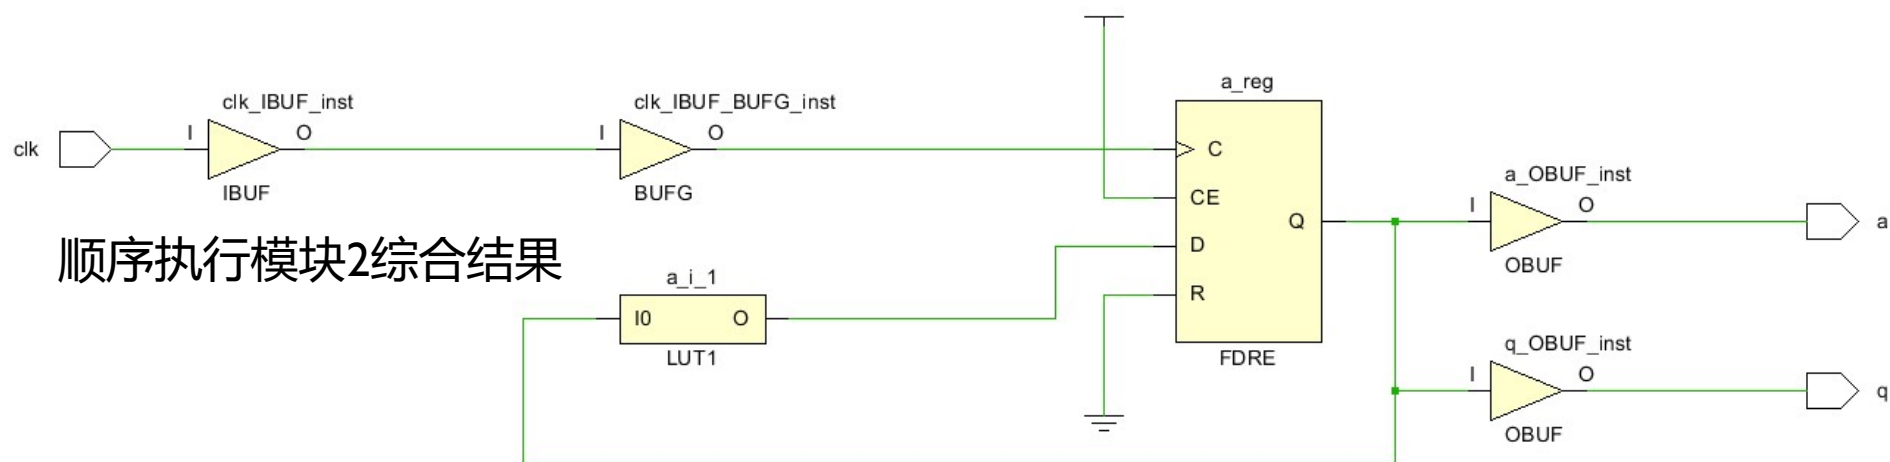 a_reg
clk_IBUF_inst
clk_IBUF_BUFG_inst
I
O
I
O
clk
C
IBUF
BUFG
CE
a_OBUF_inst
I
O
Q
a
D
OBUF
顺序执行模块2综合结果
a_i_1
R
I0
O
LUT1
FDRE
q_OBUF_inst
I
O
q
OBUF